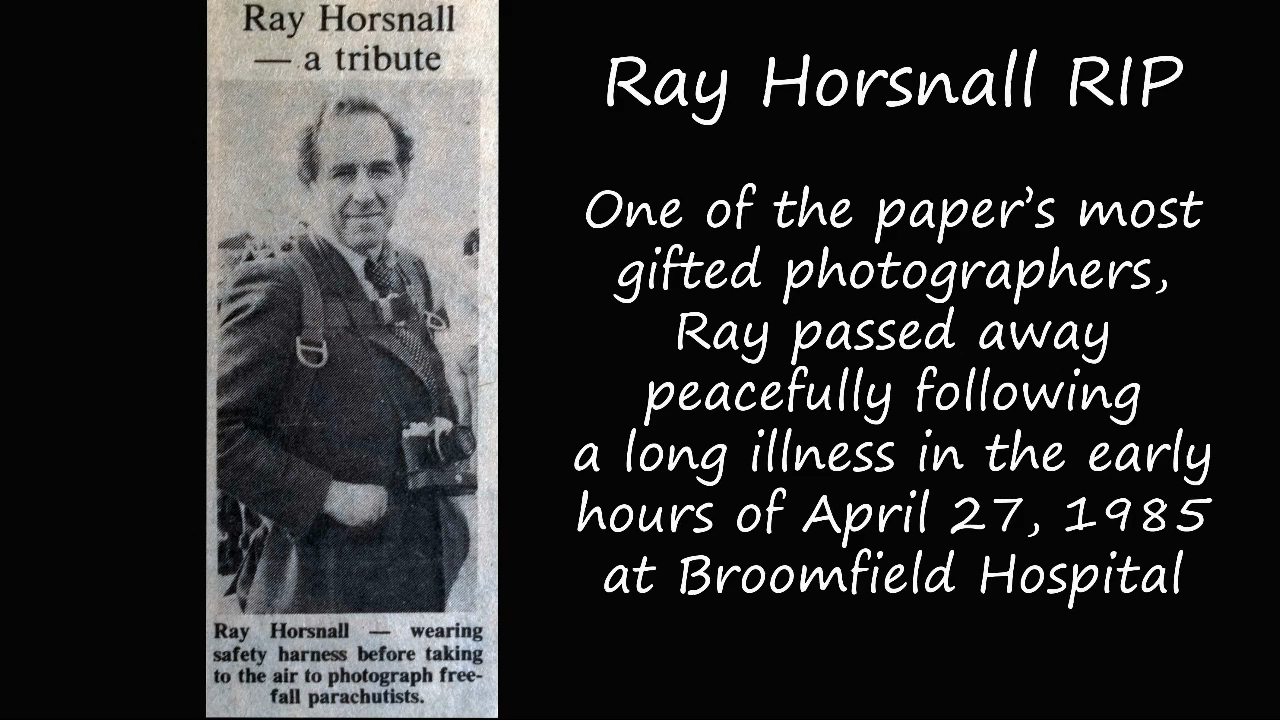 Ray Horsnall
— a tribute
Ray Horsnall — wearing
safety harness before taking
to the air to photograph free-
fall parachutists.
Ray Horsnall RIP
One of the paper’s most
gifted photographers,
Ray passed away
peacefully following
a long illness in the early
hours of April 27, 1985
at Broomfield Hospital